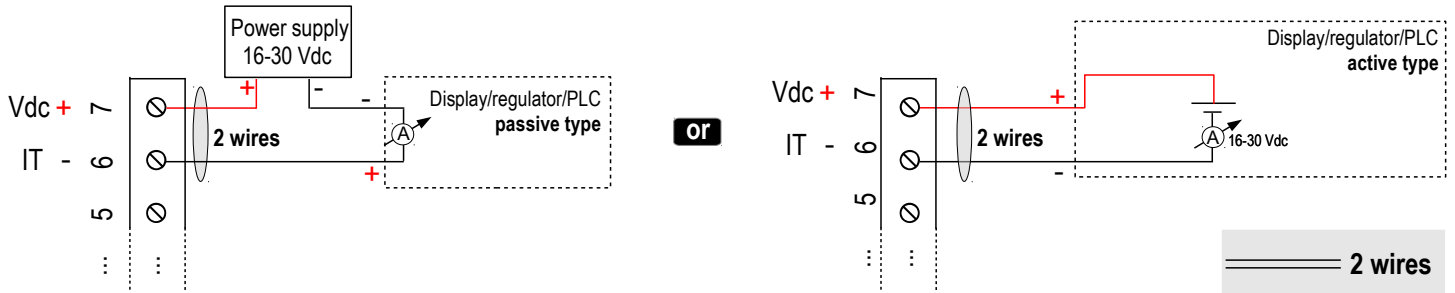 Power supply
16-30 Vdc
+ -
Vdc + 7
IT - 6
5
... ...
2 wires
-
+
Display/regulator/PLC
passive type
A
or
Vdc + 7
IT - 6
5
... ...
2 wires
+
-
Display/regulator/PLC
active type
A 16-30 Vdc
2 wires